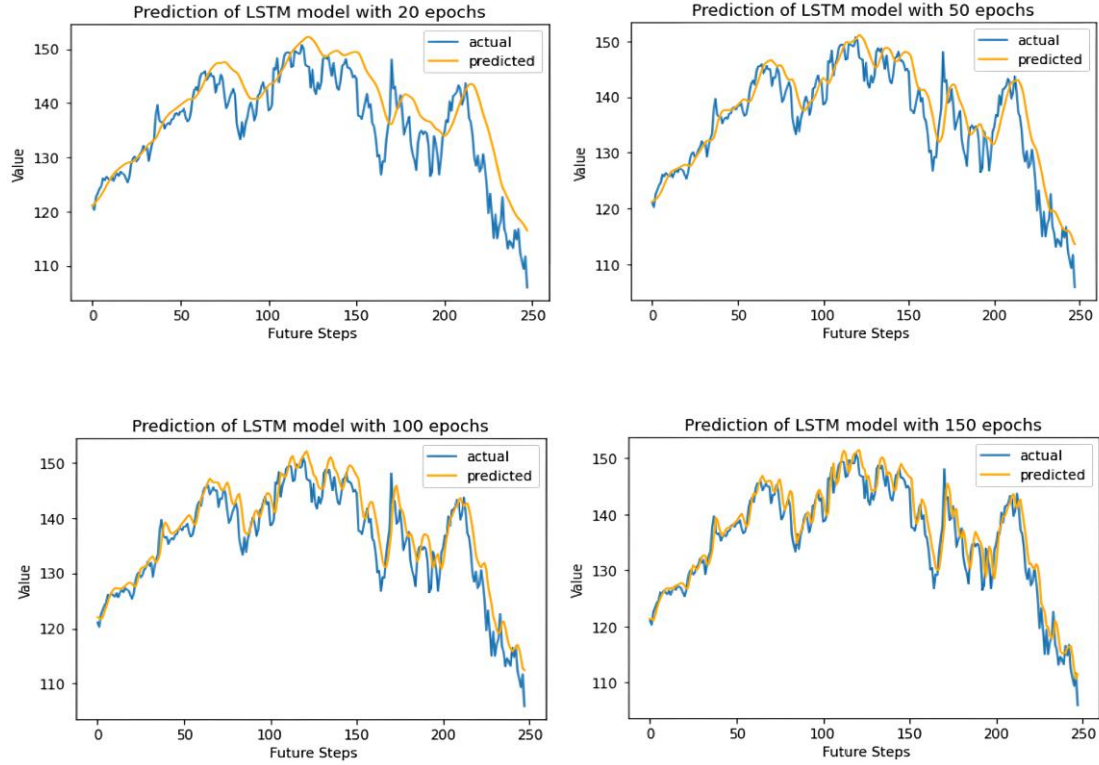 Prediction of LSTM model with 20 epochs
actual
predicted
150
140
130
120
110
Value
0 50 100 150 200 250
Future Steps
Prediction of LSTM model with 50 epochs
actual
predicted
150
140
130
120
110
Value
0 50 100 150 200 250
Future Steps
Prediction of LSTM model with 100 epochs
actual
predicted
150
140
130
120
110
Value
0 50 100 150 200 250
Future Steps
Prediction of LSTM model with 150 epochs
actual
predicted
150
140
130
120
110
Value
0 50 100 150 200 250
Future Steps